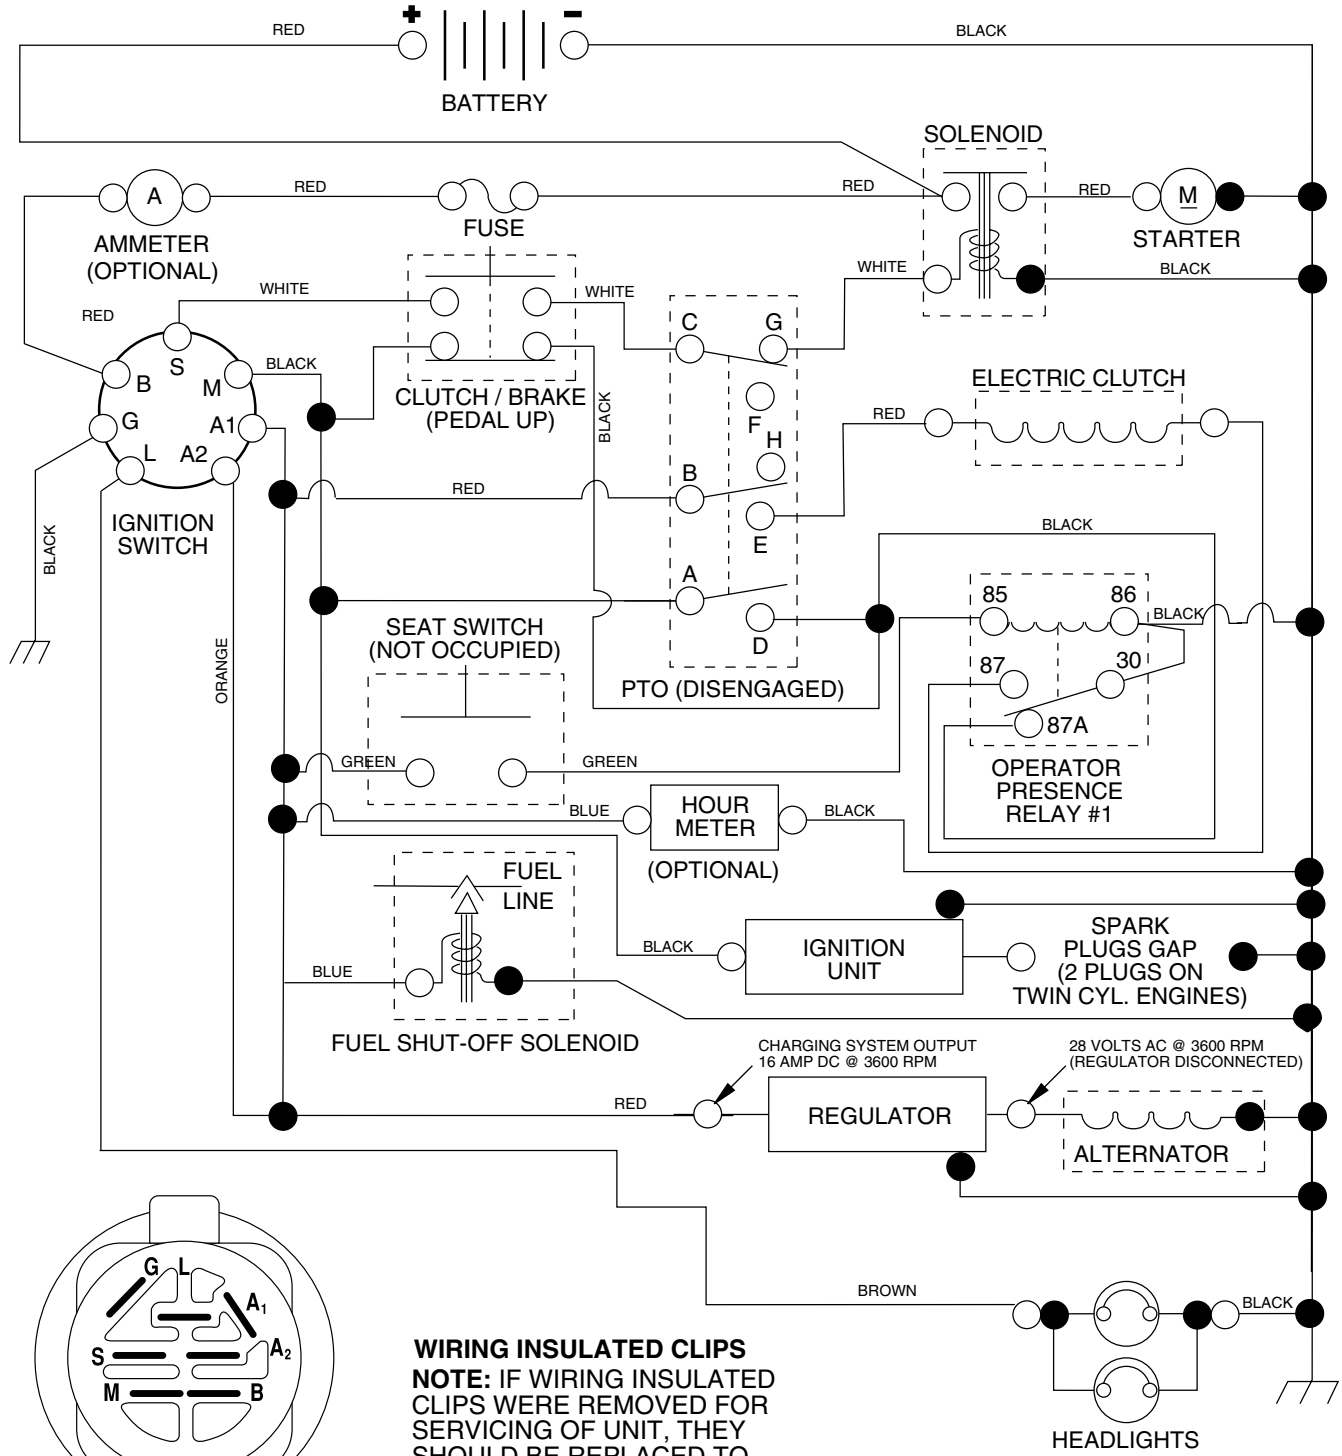 +
−
RED
BLACK
BATTERY
SOLENOID
A
RED
RED
RED
M
FUSE
STARTER
AMMETER
(OPTIONAL)
WHITE
BLACK
WHITE
WHITE
RED
C
G
S
BLACK
B
M
ELECTRIC CLUTCH
CLUTCH / BRAKE
(PEDAL UP)
BLACK
F
RED
G
A1
H
L
A2
B
RED
IGNITION
SWITCH
BLACK
E
BLACK
A
85
86
BLACK
SEAT SWITCH
(NOT OCCUPIED)
ORANGE
D
87
30
PTO (DISENGAGED)
87A
GREEN
GREEN
OPERATOR
PRESENCE
RELAY #1
BLUE
HOUR
METER
BLACK
(OPTIONAL)
FUEL
LINE
BLACK
IGNITION
UNIT
SPARK
PLUGS GAP
(2 PLUGS ON
TWIN CYL. ENGINES)
BLUE
FUEL SHUT-OFF SOLENOID
CHARGING SYSTEM OUTPUT
16 AMP DC @ 3600 RPM
28 VOLTS AC @ 3600 RPM
(REGULATOR DISCONNECTED)
RED
REGULATOR
ALTERNATOR
G
L
A1
A2
S
M
B
BROWN
BLACK
HEADLIGHTS
WIRING INSULATED CLIPS
NOTE: IF WIRING INSULATED
CLIPS WERE REMOVED FOR
SERVICING OF UNIT, THEY
SHOULD BE REPLACED TO